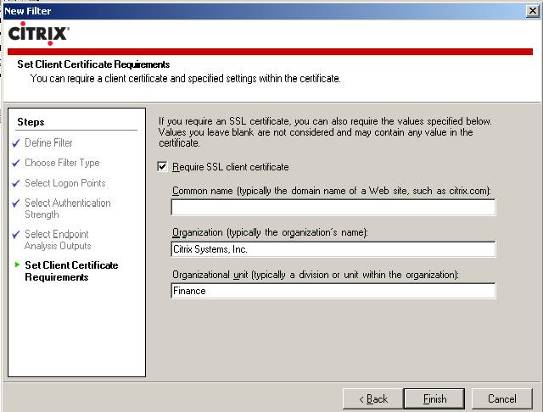 New Filter
CITRIX
Set Client Certificate Requirements
You can require a client certificate and specified settings within the certificate.
Steps
Define Filter
Choose Filter Type
Select Logon Points
Select Authentication
Strength
Select Endpoint
Analysis Outputs
Set Client Certificate
Requirements
If you require an SSL certificate, you can also require the values specified below.
Values you leave blank are not considered and may contain any value in the
certificate.
Require SSL client certificate
Common name (typically the domain name of a Web site, such as citrix.com):
Organization (typically the organization's name):
Citrix Systems, Inc.
Organizational unit (typically a division or unit within the organization):
Finance
< Back
Finish
Cancel